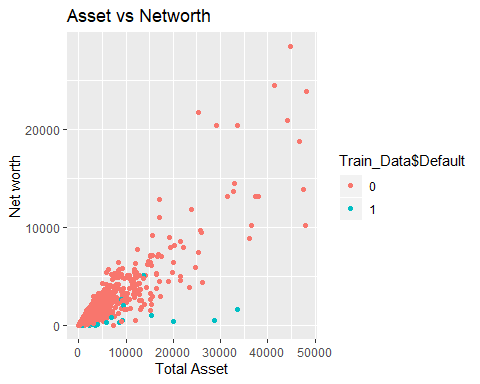 Asset vs Networth
Net worth
20000
10000
0
0
10000
20000
30000
40000
50000
Total Asset
Train_Data$Default
0
1